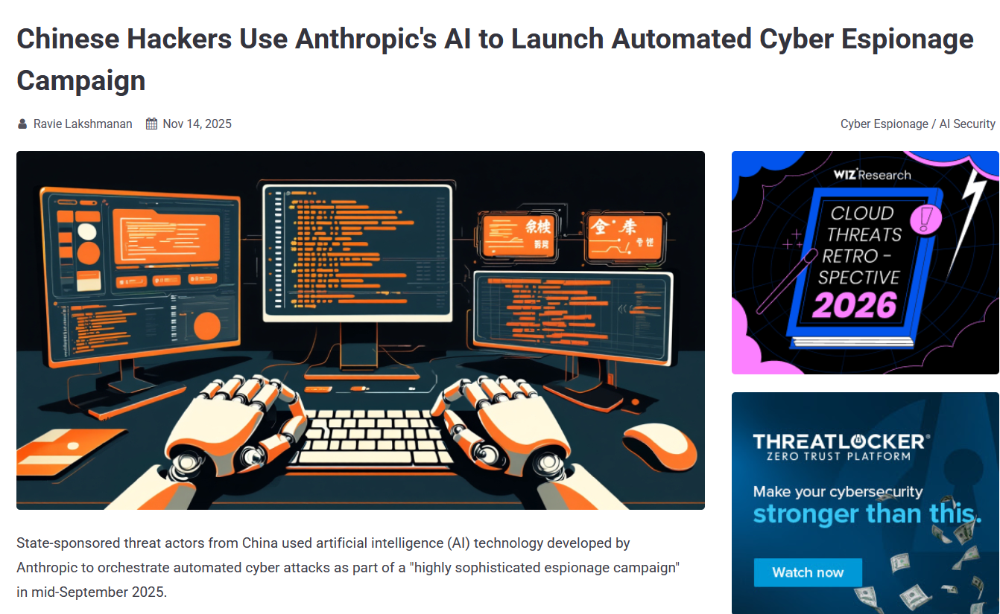 Chinese Hackers Use Anthropic's AI to Launch Automated Cyber Espionage
Campaign
Ravie Lakshmanan Nov 14, 2025
Cyber Espionage / AI Security
WIZ Research
CLOUD
THREATS
RETRO -
SPECTIVE
2026
THREATLOCKER®
ZERO TRUST PLATFORM
Make your cybersecurity
stronger than this.
Watch now
State-sponsored threat actors from China used artificial intelligence (AI) technology developed by
Anthropic to orchestrate automated cyber attacks as part of a "highly sophisticated espionage campaign"
in mid-September 2025.